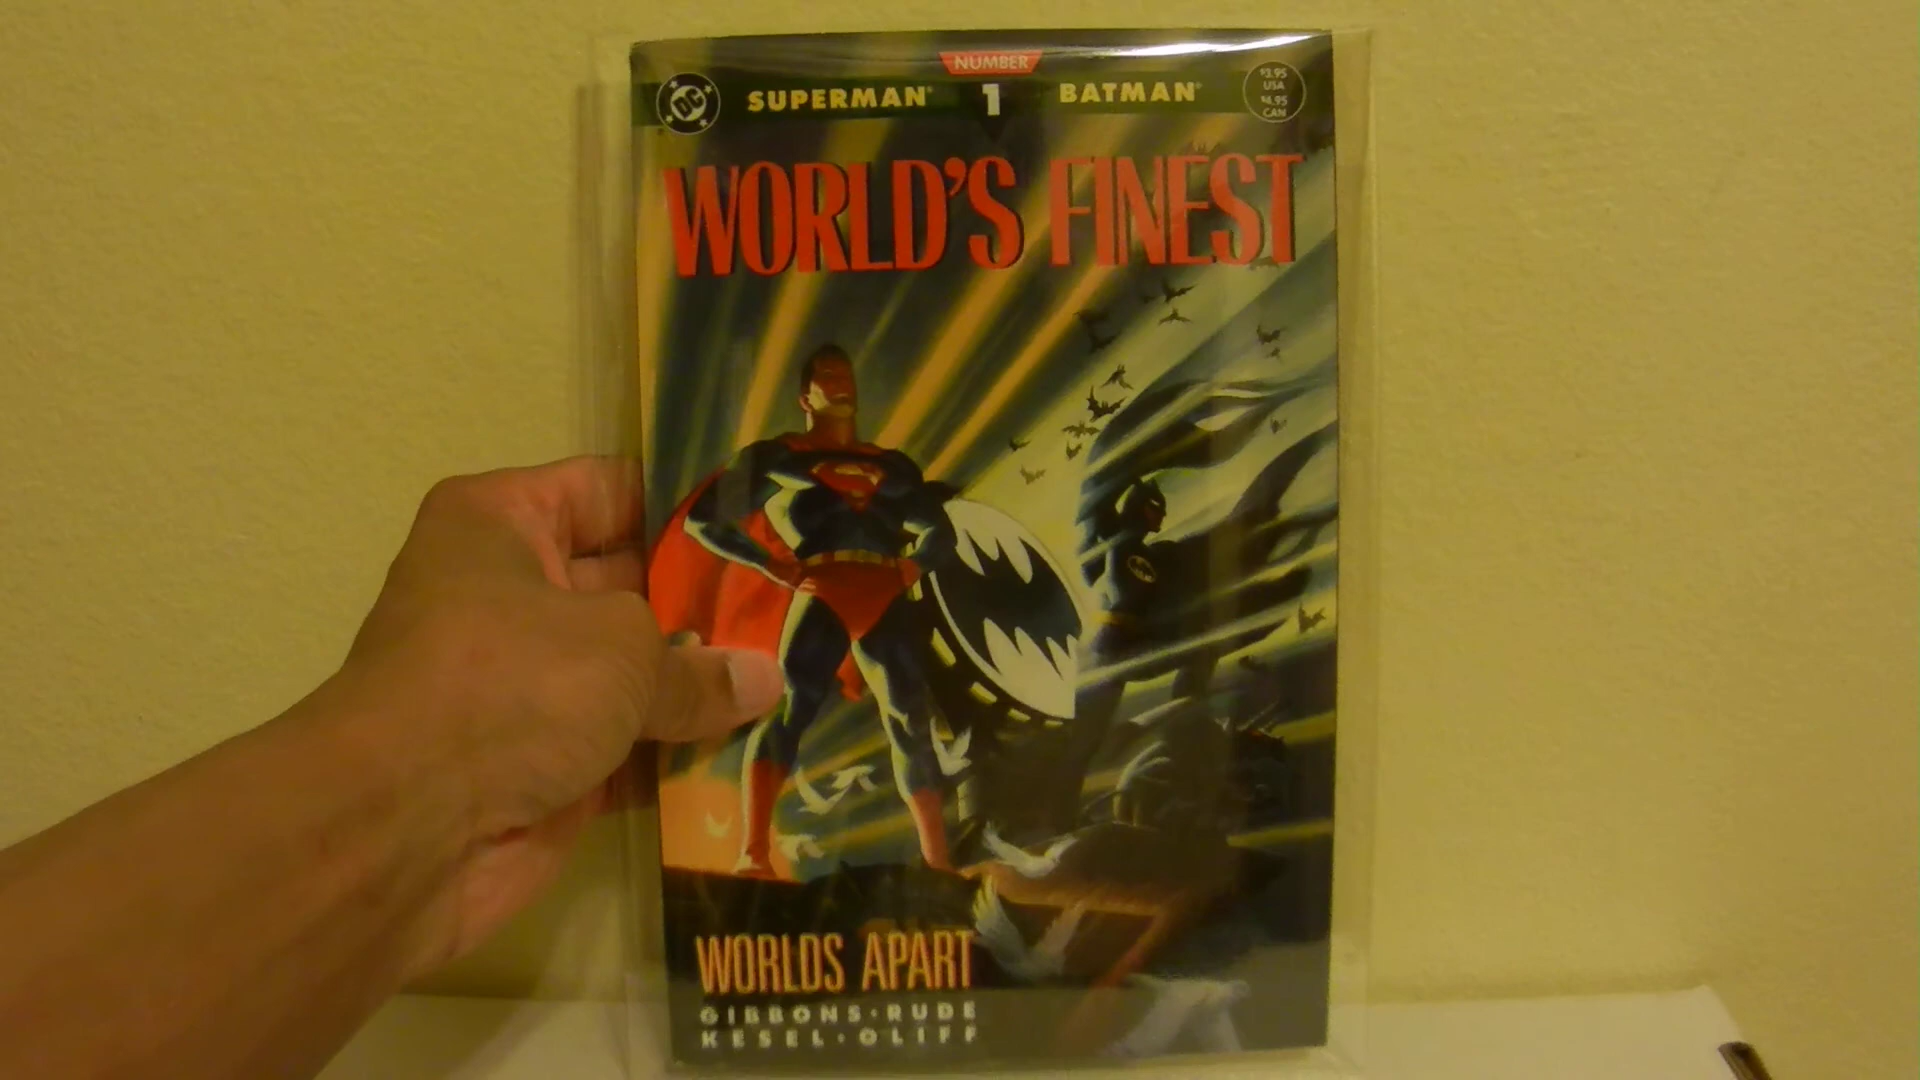 NUMBER
DC SUPERMAN 1 BATMAN
$3.95
USA
$4.95
CAN
WORLD'S FINEST
WORLDS APART
GIBBONS • RUDE
KESEL • OLIFF